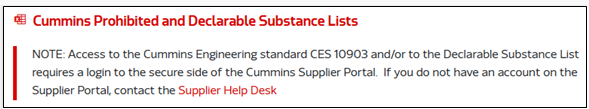 Cummins Prohibited and Declarable Substance Lists
NOTE: Access to the Cummins Engineering standard CES 10903 and/or to the Declarable Substance List
requires a login to the secure side of the Cummins Supplier Portal.  If you do not have an account on the
Supplier Portal, contact the Supplier Help Desk